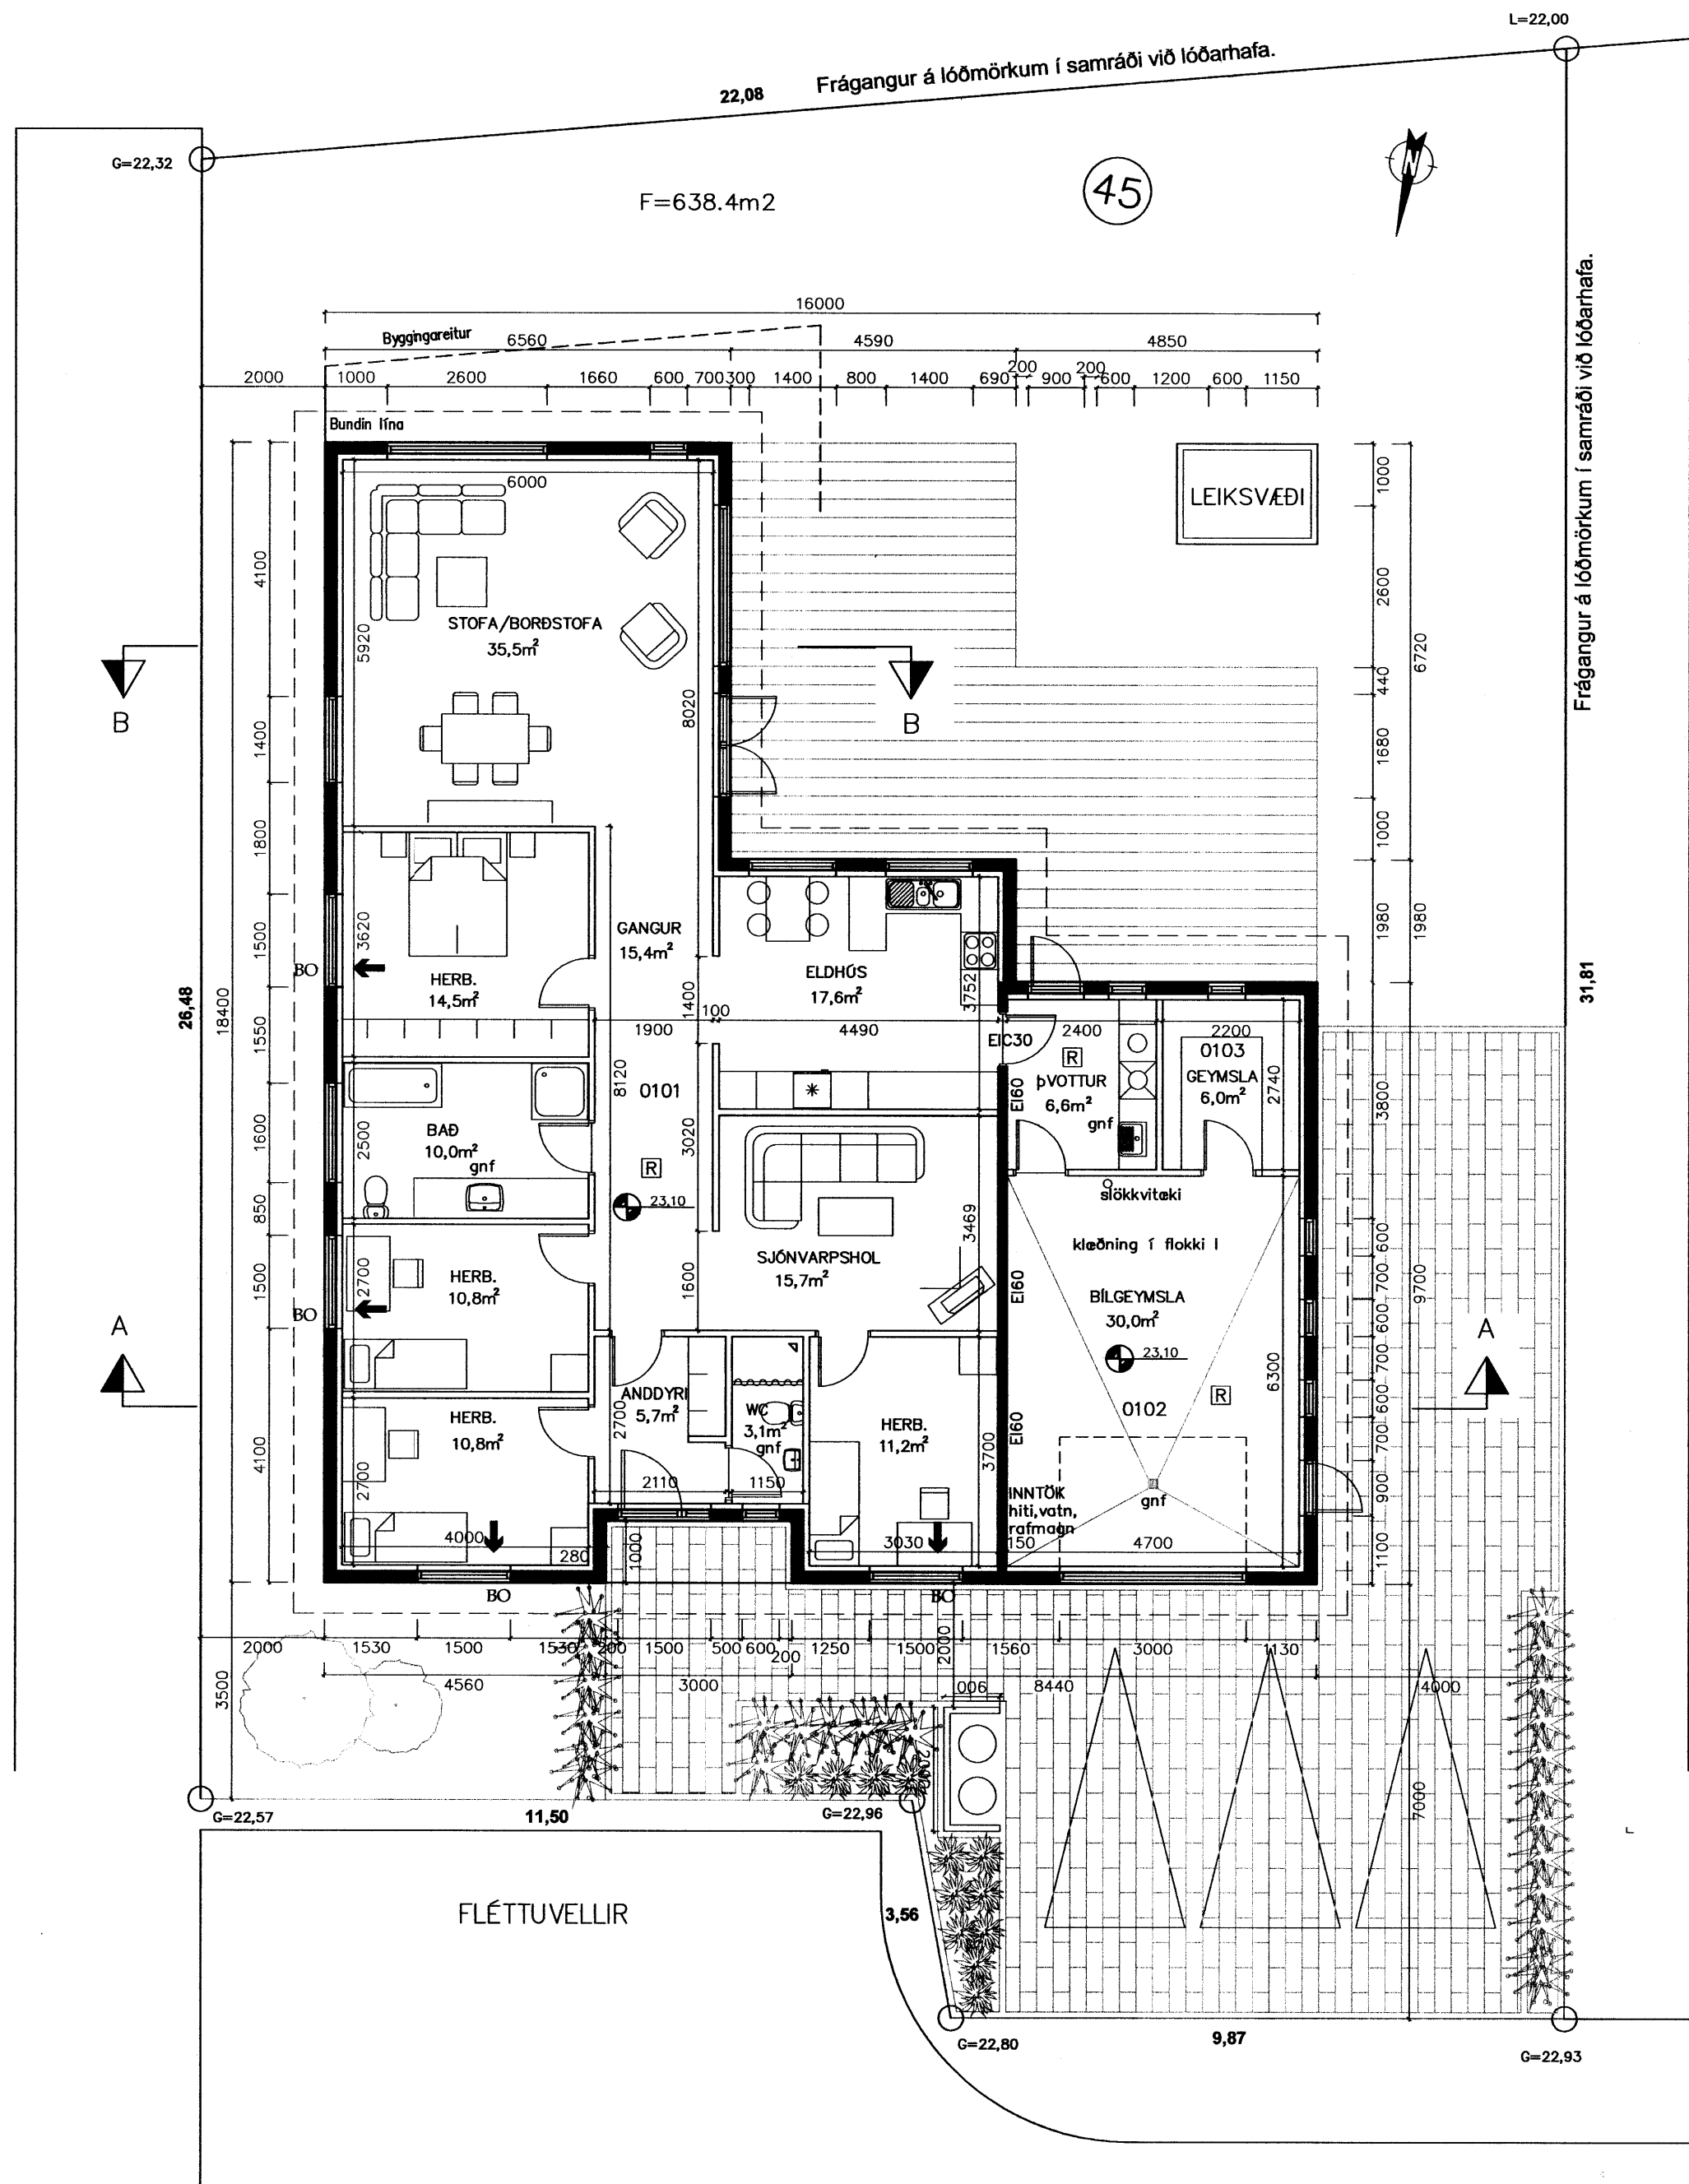 L=22,00
22,08 Frágangur á lóðmörkum í samráði við lóðarhafa.
G=22,32
F=638.4m2
45
16000
Byggingareitur
6560 4590 4850
200 200
2000 1000 2600 1660 600 700 300 1400 800 1400 690 900 600 1200 600 1150
Bundin lína
Frágangur á lóðmörkum í samráði við lóðarhafa.
6000
LEIKSVÆÐI
1000
4100
2600
5920
STOFA/BORÐSTOFA
35,5m²
6720
440
8020
B
B
1400
1680
1800
1000
3620
1500
GANGUR
15,4m²
1980
1980
BO
HERB.
14,5m²
ELDHÚS
17,6m²
3752
1400
26,48
18400
31,81
1550
100
1900
4490
EIC30
2400
2200
R
0103
ÞVOTTUR
6,6m²
gnf
GEYMSLA
6,0m²
2740
EI60
8120
0101
3800
1600
2500
BAÐ
10,0m²
gnf
3020
R
850
23,10
slökkvitæki
3469
600
klæðning í flokki I
SJÓNVARPSHOL
15,7m²
2700
HERB.
10,8m²
1500
1600
EI60
700
9700
BO
BÍLGEYMSLA
30,0m²
600
A
A
23,10
700
6300
R
ANDDYRI
5,7m²
2700
WC
3,1m²
gnf
HERB.
10,8m²
HERB.
11,2m²
0102
EI60
600
700
4100
2700
3700
2110
1150
900
INNTÖK
hiti,vatn,
rafmagn
gnf
4000
280
1000
3030
150
4700
1100
BO
BO
2000 1530 1500 1530 200 1500 500 600 1250 1500 1560 3000 1130
200
2000
3500
4560 3000 900 8440 4000
7000
G=22,57
11,50
G=22,96
FLÉTTUVELLIR
3,56
G=22,80
9,87
G=22,93